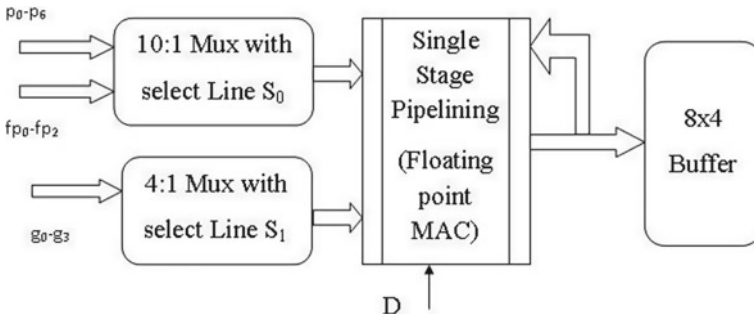 p₀-p₆
10:1 Mux with
select Line S₀
fp₀-fp₂
4:1 Mux with
select Line S₁
g₀-g₃
Single
Stage
Pipelining
(Floating
point
MAC)
D
8x4
Buffer